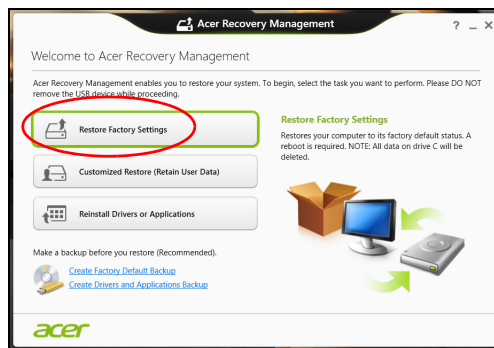 Acer Recovery Management
? _ X
Welcome to Acer Recovery Management
Acer Recovery Management enables you to restore your system. To begin, select the task you want to perform. Please DO NOT
remove the USB device while proceeding.
Restore Factory Settings
Customized Restore (Retain User Data)
Reinstall Drivers or Applications
Restore Factory Settings
Restores your computer to its factory default status. A
reboot is required. NOTE: All data on drive C will be
deleted.
Make a backup before you restore (Recommended).
Create Factory Default Backup
Create Drivers and Applications Backup
acer